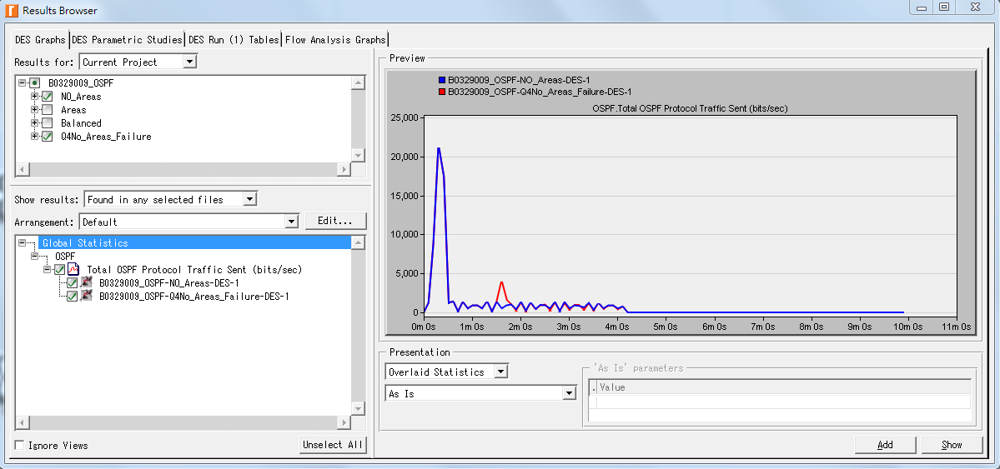 Results Browser
DES Graphs DES Parametric Studies DES Run (1) Tables Flow Analysis Graphs
Results for: Current Project
B0329009_OSPF
NO_Areas
Areas
Balanced
Q4No_Areas_Failure
Show results: Found in any selected files
Arrangement: Default Edit...
Global Statistics
OSPF
Total OSPF Protocol Traffic Sent (bits/sec)
B0329009_OSPF-NO_Areas-DES-1
B0329009_OSPF-Q4No_Areas_Failure-DES-1
Ignore Views Unselect All
Preview
B0329009_OSPF-NO_Areas-DES-1
B0329009_OSPF-Q4No_Areas_Failure-DES-1
OSPF.Total OSPF Protocol Traffic Sent (bits/sec)
25,000
20,000
15,000
10,000
5,000
0
0m 0s 1m 0s 2m 0s 3m 0s 4m 0s 5m 0s 6m 0s 7m 0s 8m 0s 9m 0s 10m 0s 11m 0s
Presentation
Overlaid Statistics
As Is
'As Is' parameters
. Value
Add Show